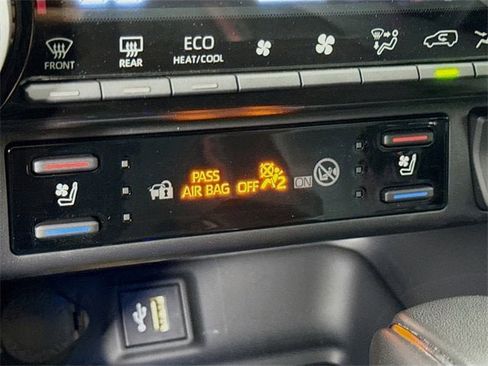 FRONT
REAR
ECO
HEAT/COOL
PASS
AIR BAG OFF 2 ON